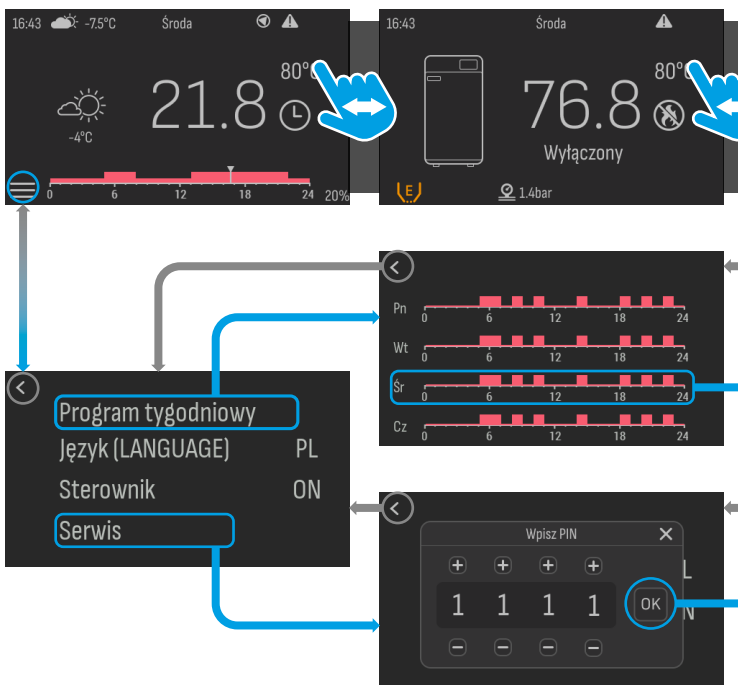 16:43 -7.5°C Środa
80°C
21.8
-4°C
0 6 12 18 24 20%
16:43 Środa
80°
76.8
Wyłączony
E
1.4bar
Program tygodniowy
Język (LANGUAGE) PL
Sterownik ON
Serwis
Pn
0 6 12 18 24
Wt
0 6 12 18 24
Śr
0 6 12 18 24
Cz
0 6 12 18 24
Wpisz PIN
L
1 1 1 1 OK
N